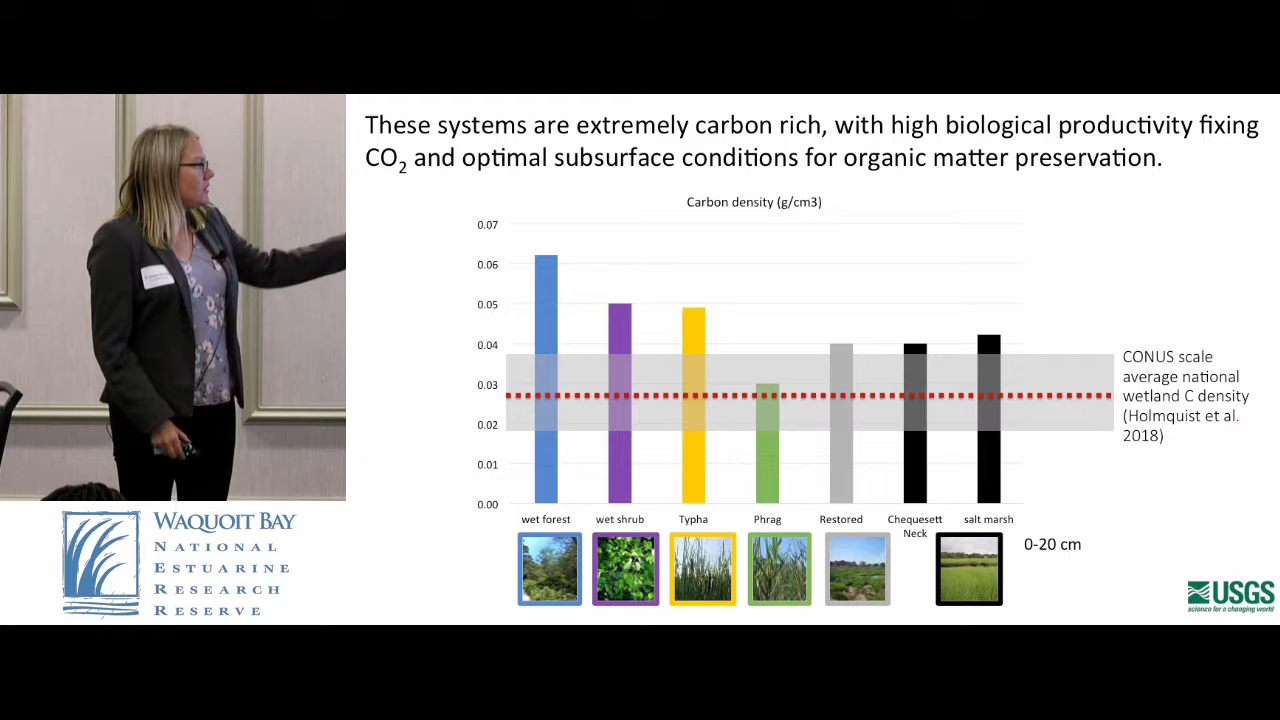 These systems are extremely carbon rich, with high biological productivity fixing
CO2 and optimal subsurface conditions for organic matter preservation.
Carbon density (g/cm3)
0.07
0.06
0.05
0.04
0.03
0.02
0.01
0.00
CONUS scale
average national
wetland C density
(Holmquist et al.
2018)
wet forest
wet shrub
Typha
Phrag
Restored
Chequesett
Neck
salt marsh
0-20 cm
WAQUOIT BAY
NATIONAL
ESTUARINE
RESEARCH
RESERVE
USGS
science for a changing world